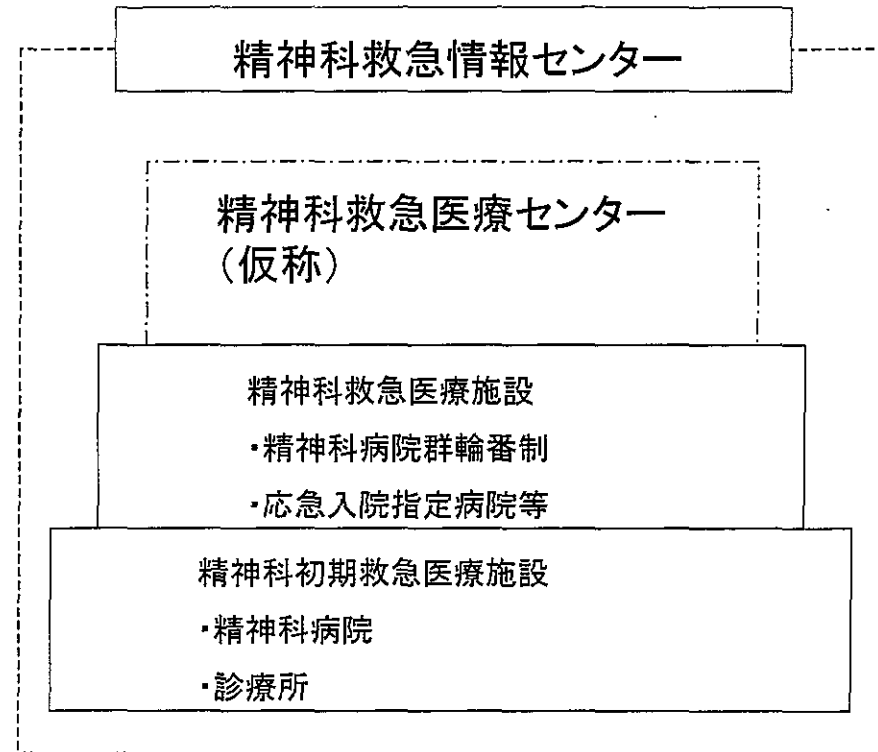 精神科救急情報センター
精神科救急医療センター
(仮称)
精神科救急医療施設
・精神科病院群輪番制
・応急入院指定病院等
精神科初期救急医療施設
・精神科病院
・診療所